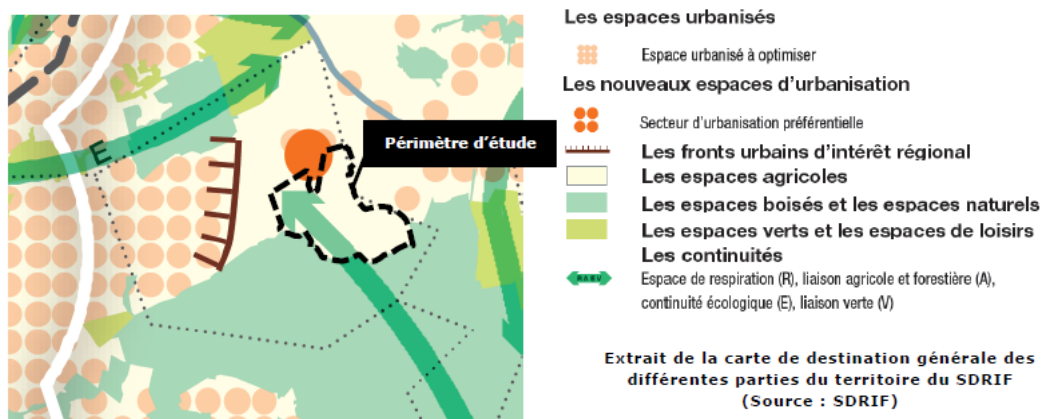 E
Périmètre d'étude
Les espaces urbanisés
Espace urbanisé à optimiser
Les nouveaux espaces d'urbanisation
Secteur d'urbanisation préférentielle
Les fronts urbains d'intérêt régional
Les espaces agricoles
Les espaces boisés et les espaces naturels
Les espaces verts et les espaces de loisirs
Les continuités
R A E V
Espace de respiration (R), liaison agricole et forestière (A),
continuité écologique (E), liaison verte (V)
Extrait de la carte de destination générale des
différentes parties du territoire du SDRIF
(Source : SDRIF)